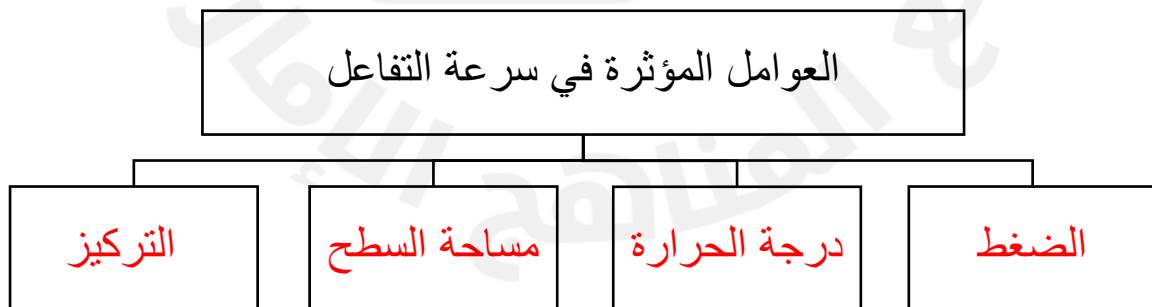 العوامل المؤثرة في سرعة التفاعل
الضغط
درجة الحرارة
مساحة السطح
التركيز